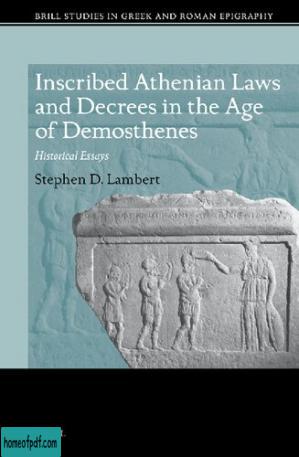 BRILL STUDIES IN GREEK AND ROMAN EPIGRAPHY
Inscribed Athenian Laws
and Decrees in the Age
of Demosthenes
Historical Essays
Stephen D. Lambert
homeofpdf.com